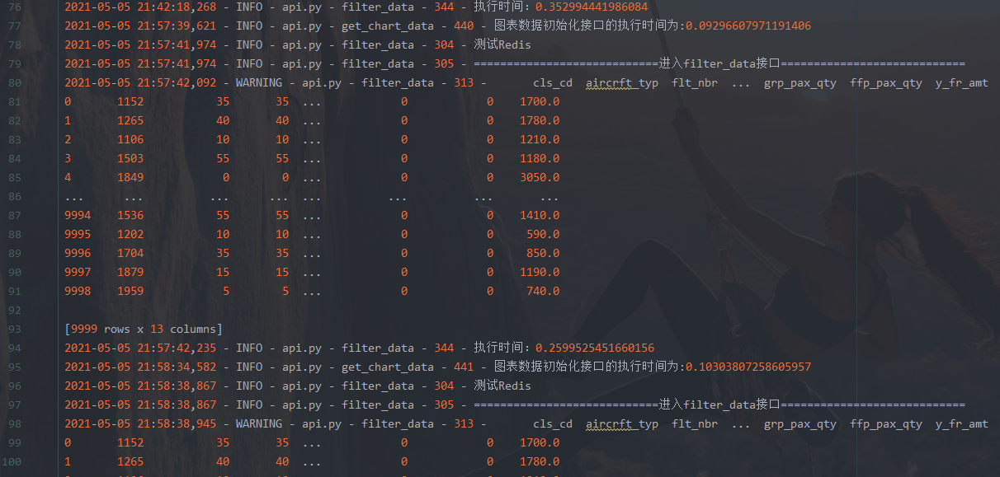 76 2021-05-05 21:42:18,268 - INFO - api.py - filter_data - 344 - 执行时间：0.352994441986084
77 2021-05-05 21:57:39,621 - INFO - api.py - get_chart_data - 440 - 图表数据初始化接口的执行时间为:0.09296607971191406
78 2021-05-05 21:57:41,974 - INFO - api.py - filter_data - 304 - 测试Redis
79 2021-05-05 21:57:41,974 - INFO - api.py - filter_data - 305 - ============================进入filter_data接口============================
80 2021-05-05 21:57:42,092 - WARNING - api.py - filter_data - 313 -       cls_cd  aircrft_typ  flt_nbr  ...  grp_pax_qty  ffp_pax_qty  y_fr_amt
81 0       1152           35       35  ...            0            0    1700.0
82 1       1265           40       40  ...            0            0    1780.0
83 2       1106           10       10  ...            0            0    1210.0
84 3       1503           55       55  ...            0            0    1180.0
85 4       1849            0        0  ...            0            0    3050.0
86 ...      ...          ...      ...  ...          ...          ...       ...
87 9994    1536           55       55  ...            0            0    1410.0
88 9995    1202           10       10  ...            0            0     590.0
89 9996    1704           35       35  ...            0            0     850.0
90 9997    1879           15       15  ...            0            0    1190.0
91 9998    1959            5        5  ...            0            0     740.0
92
93 [9999 rows x 13 columns]
94 2021-05-05 21:57:42,235 - INFO - api.py - filter_data - 344 - 执行时间：0.2599525451660156
95 2021-05-05 21:58:34,582 - INFO - api.py - get_chart_data - 441 - 图表数据初始化接口的执行时间为:0.10303807258605957
96 2021-05-05 21:58:38,867 - INFO - api.py - filter_data - 304 - 测试Redis
97 2021-05-05 21:58:38,867 - INFO - api.py - filter_data - 305 - ============================进入filter_data接口============================
98 2021-05-05 21:58:38,945 - WARNING - api.py - filter_data - 313 -       cls_cd  aircrft_typ  flt_nbr  ...  grp_pax_qty  ffp_pax_qty  y_fr_amt
99 0       1152           35       35  ...            0            0    1700.0
100 1       1265           40       40  ...            0            0    1780.0